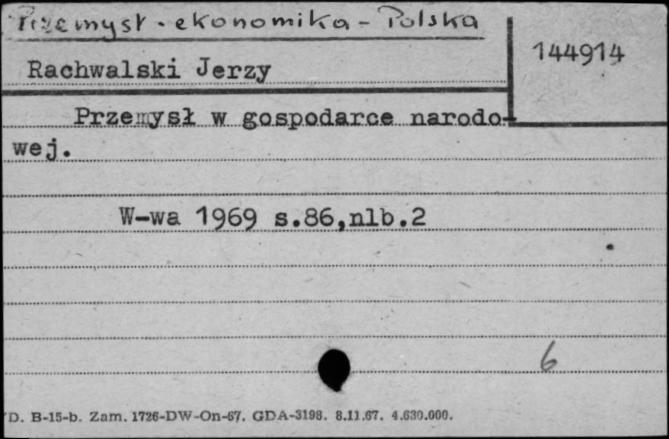 Przemysł - ekonomika - Polska
144914
Rachwalski Jerzy
Przemysł w gospodarce narodo-
wej.
W-wa 1969 s.86,nlb.2
6
D. B-15-b. Zam. 1726-DW-On-67. GDA-3198. 8.11.67. 4.630.000.